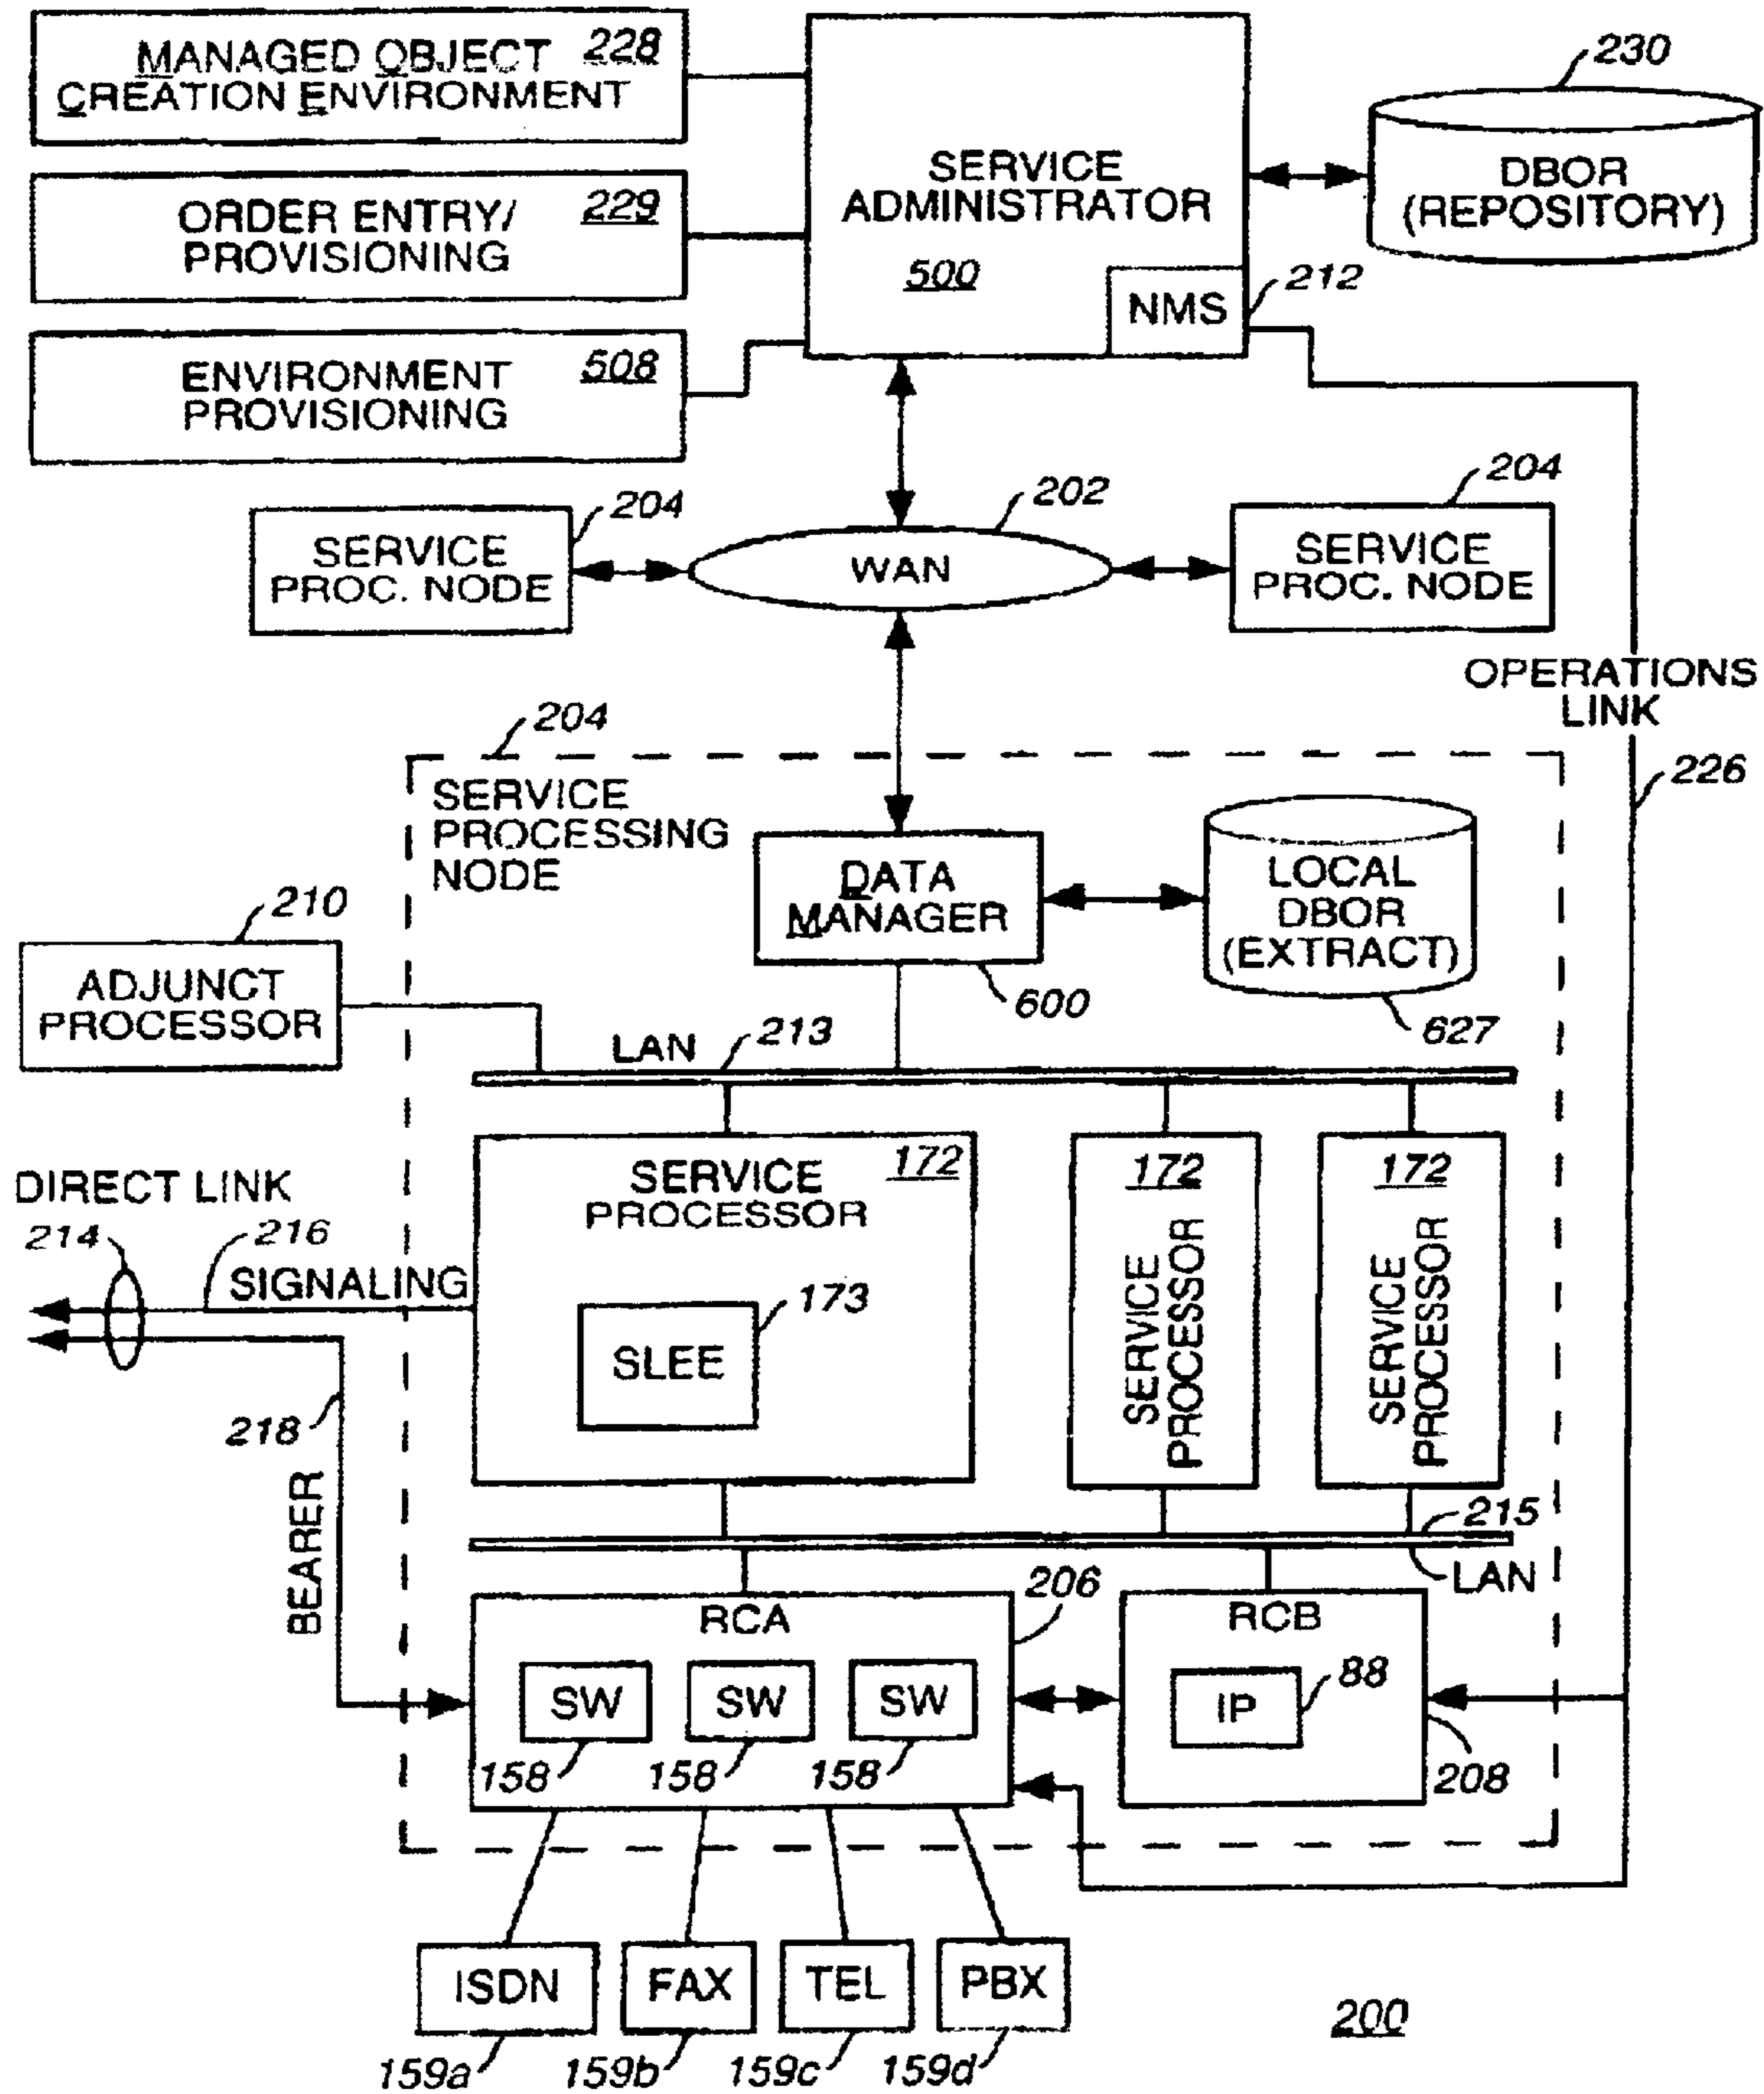 MANAGED OBJECT 228
CREATION ENVIRONMENT
ORDER ENTRY/ 229
PROVISIONING
ENVIRONMENT 508
PROVISIONING
SERVICE
ADMINISTRATOR
500
NMS
212
230
DBOR
(REPOSITORY)
204
SERVICE
PROC. NODE
202
WAN
204
SERVICE
PROC. NODE
OPERATIONS
LINK
226
204
SERVICE
PROCESSING
NODE
DATA
MANAGER
600
LOCAL
DBOR
(EXTRACT)
627
210
ADJUNCT
PROCESSOR
LAN
213
172
SERVICE
PROCESSOR
173
SLEE
172
SERVICE
PROCESSOR
172
SERVICE
PROCESSOR
DIRECT LINK
214
216
SIGNALING
218
BEARER
215
LAN
206
RCA
SW
SW
SW
158
158
158
RCB
88
IP
208
ISDN
FAX
TEL
PBX
159a
159b
159c
159d
200